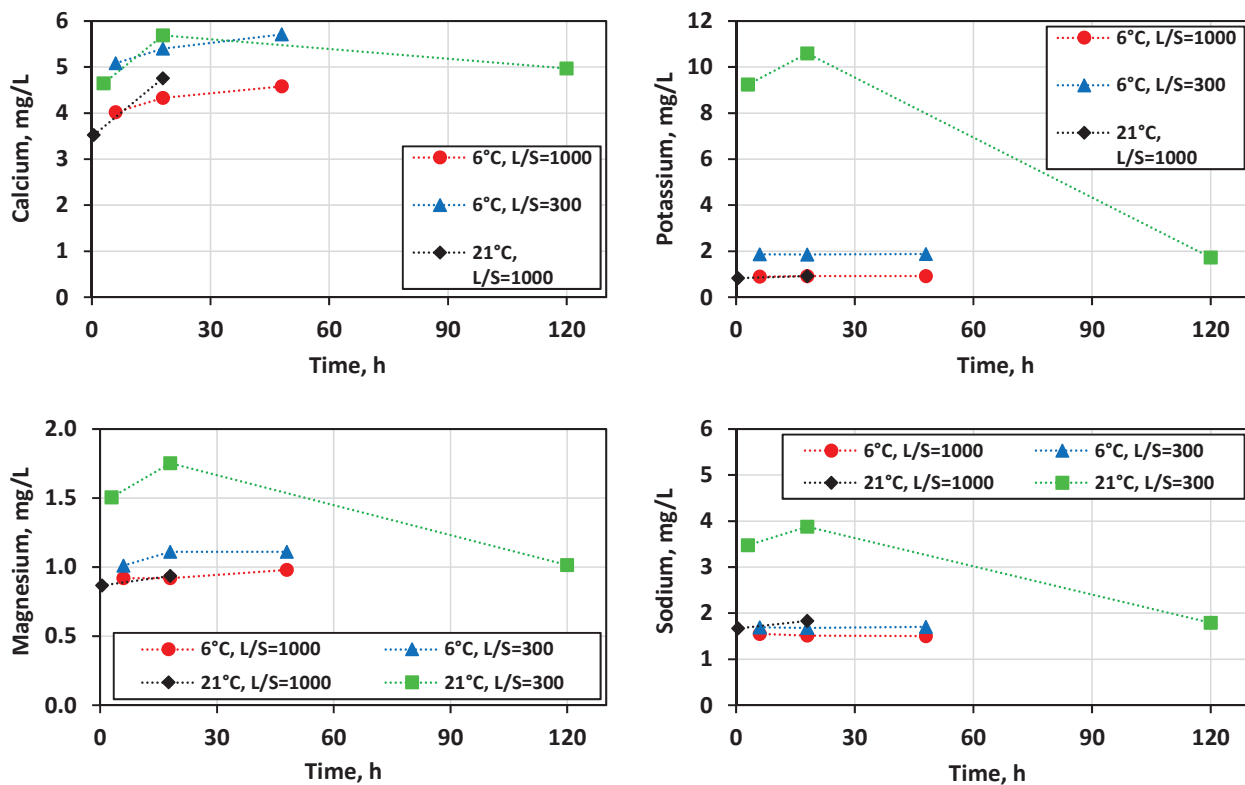 Calcium, mg/L
6
5
4
3
2
1
0
6°C, L/S=1000
6°C, L/S=300
21°C,
L/S=1000
0 30 60 90 120
Time, h
Potassium, mg/L
12
10
8
6
4
2
0
6°C, L/S=1000
6°C, L/S=300
21°C,
L/S=1000
0 30 60 90 120
Time, h
Magnesium, mg/L
2.0
1.5
1.0
0.5
0.0
6°C, L/S=1000 6°C, L/S=300
21°C, L/S=1000 21°C, L/S=300
0 30 60 90 120
Time, h
Sodium, mg/L
6
5
4
3
2
1
0
6°C, L/S=1000 6°C, L/S=300
21°C, L/S=1000 21°C, L/S=300
0 30 60 90 120
Time, h